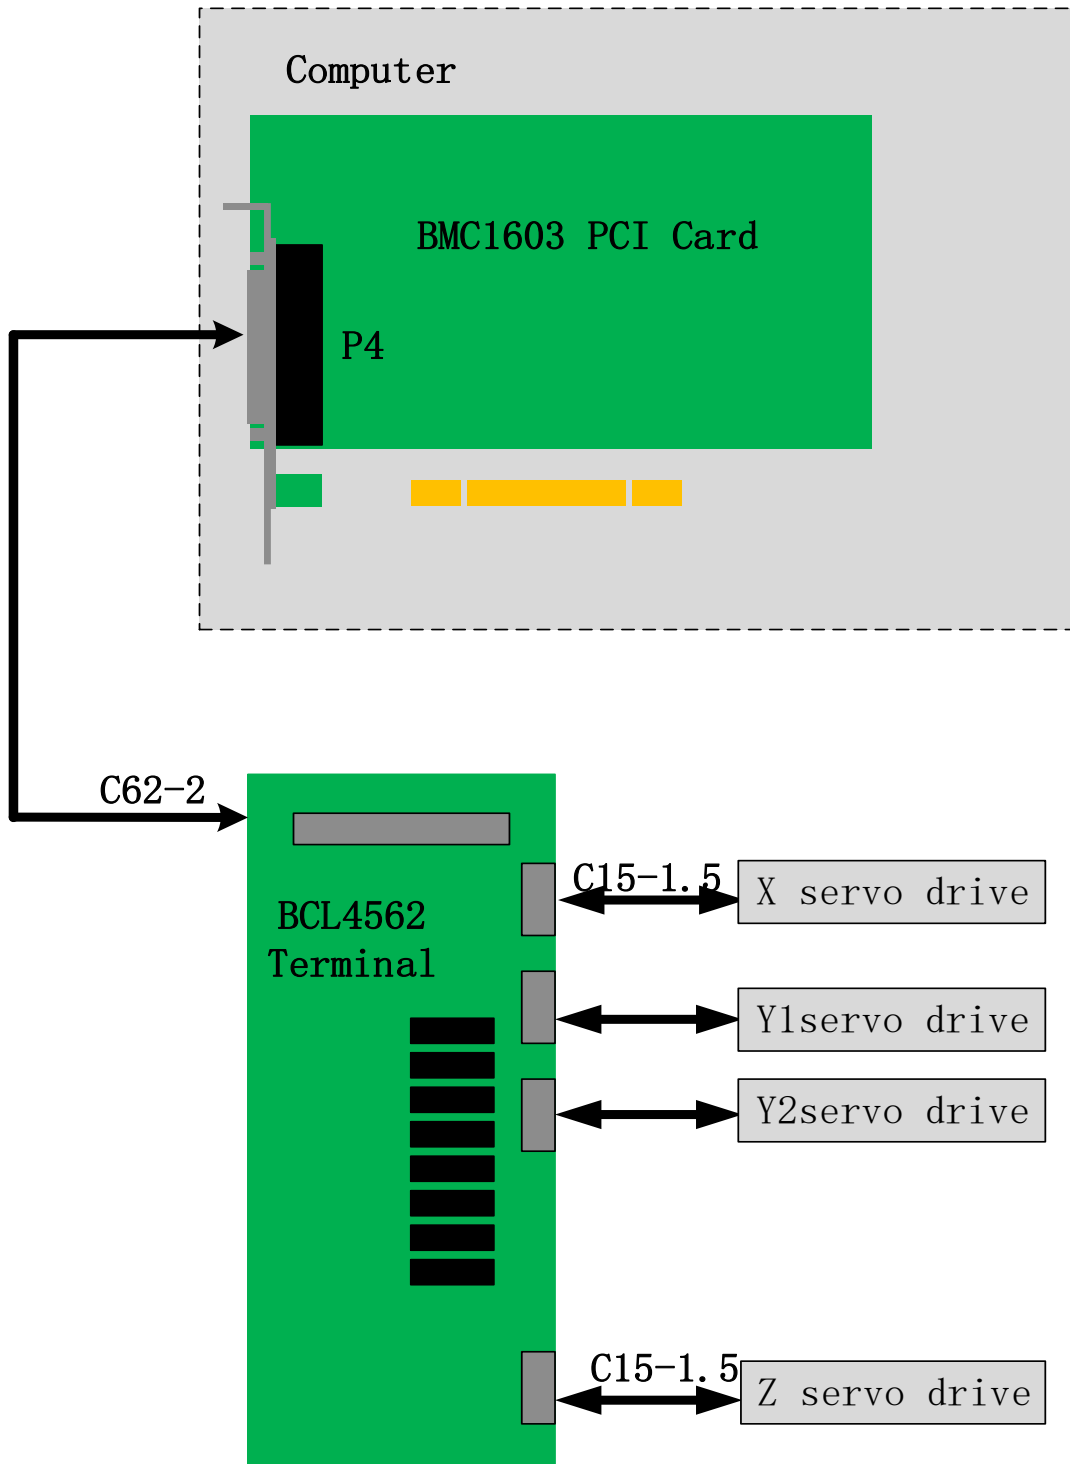 Computer
BMC1603 PCI Card
P4
C62-2
BCL4562
Terminal
C15-1.5
X servo drive
Y1servo drive
Y2servo drive
C15-1.5
Z servo drive